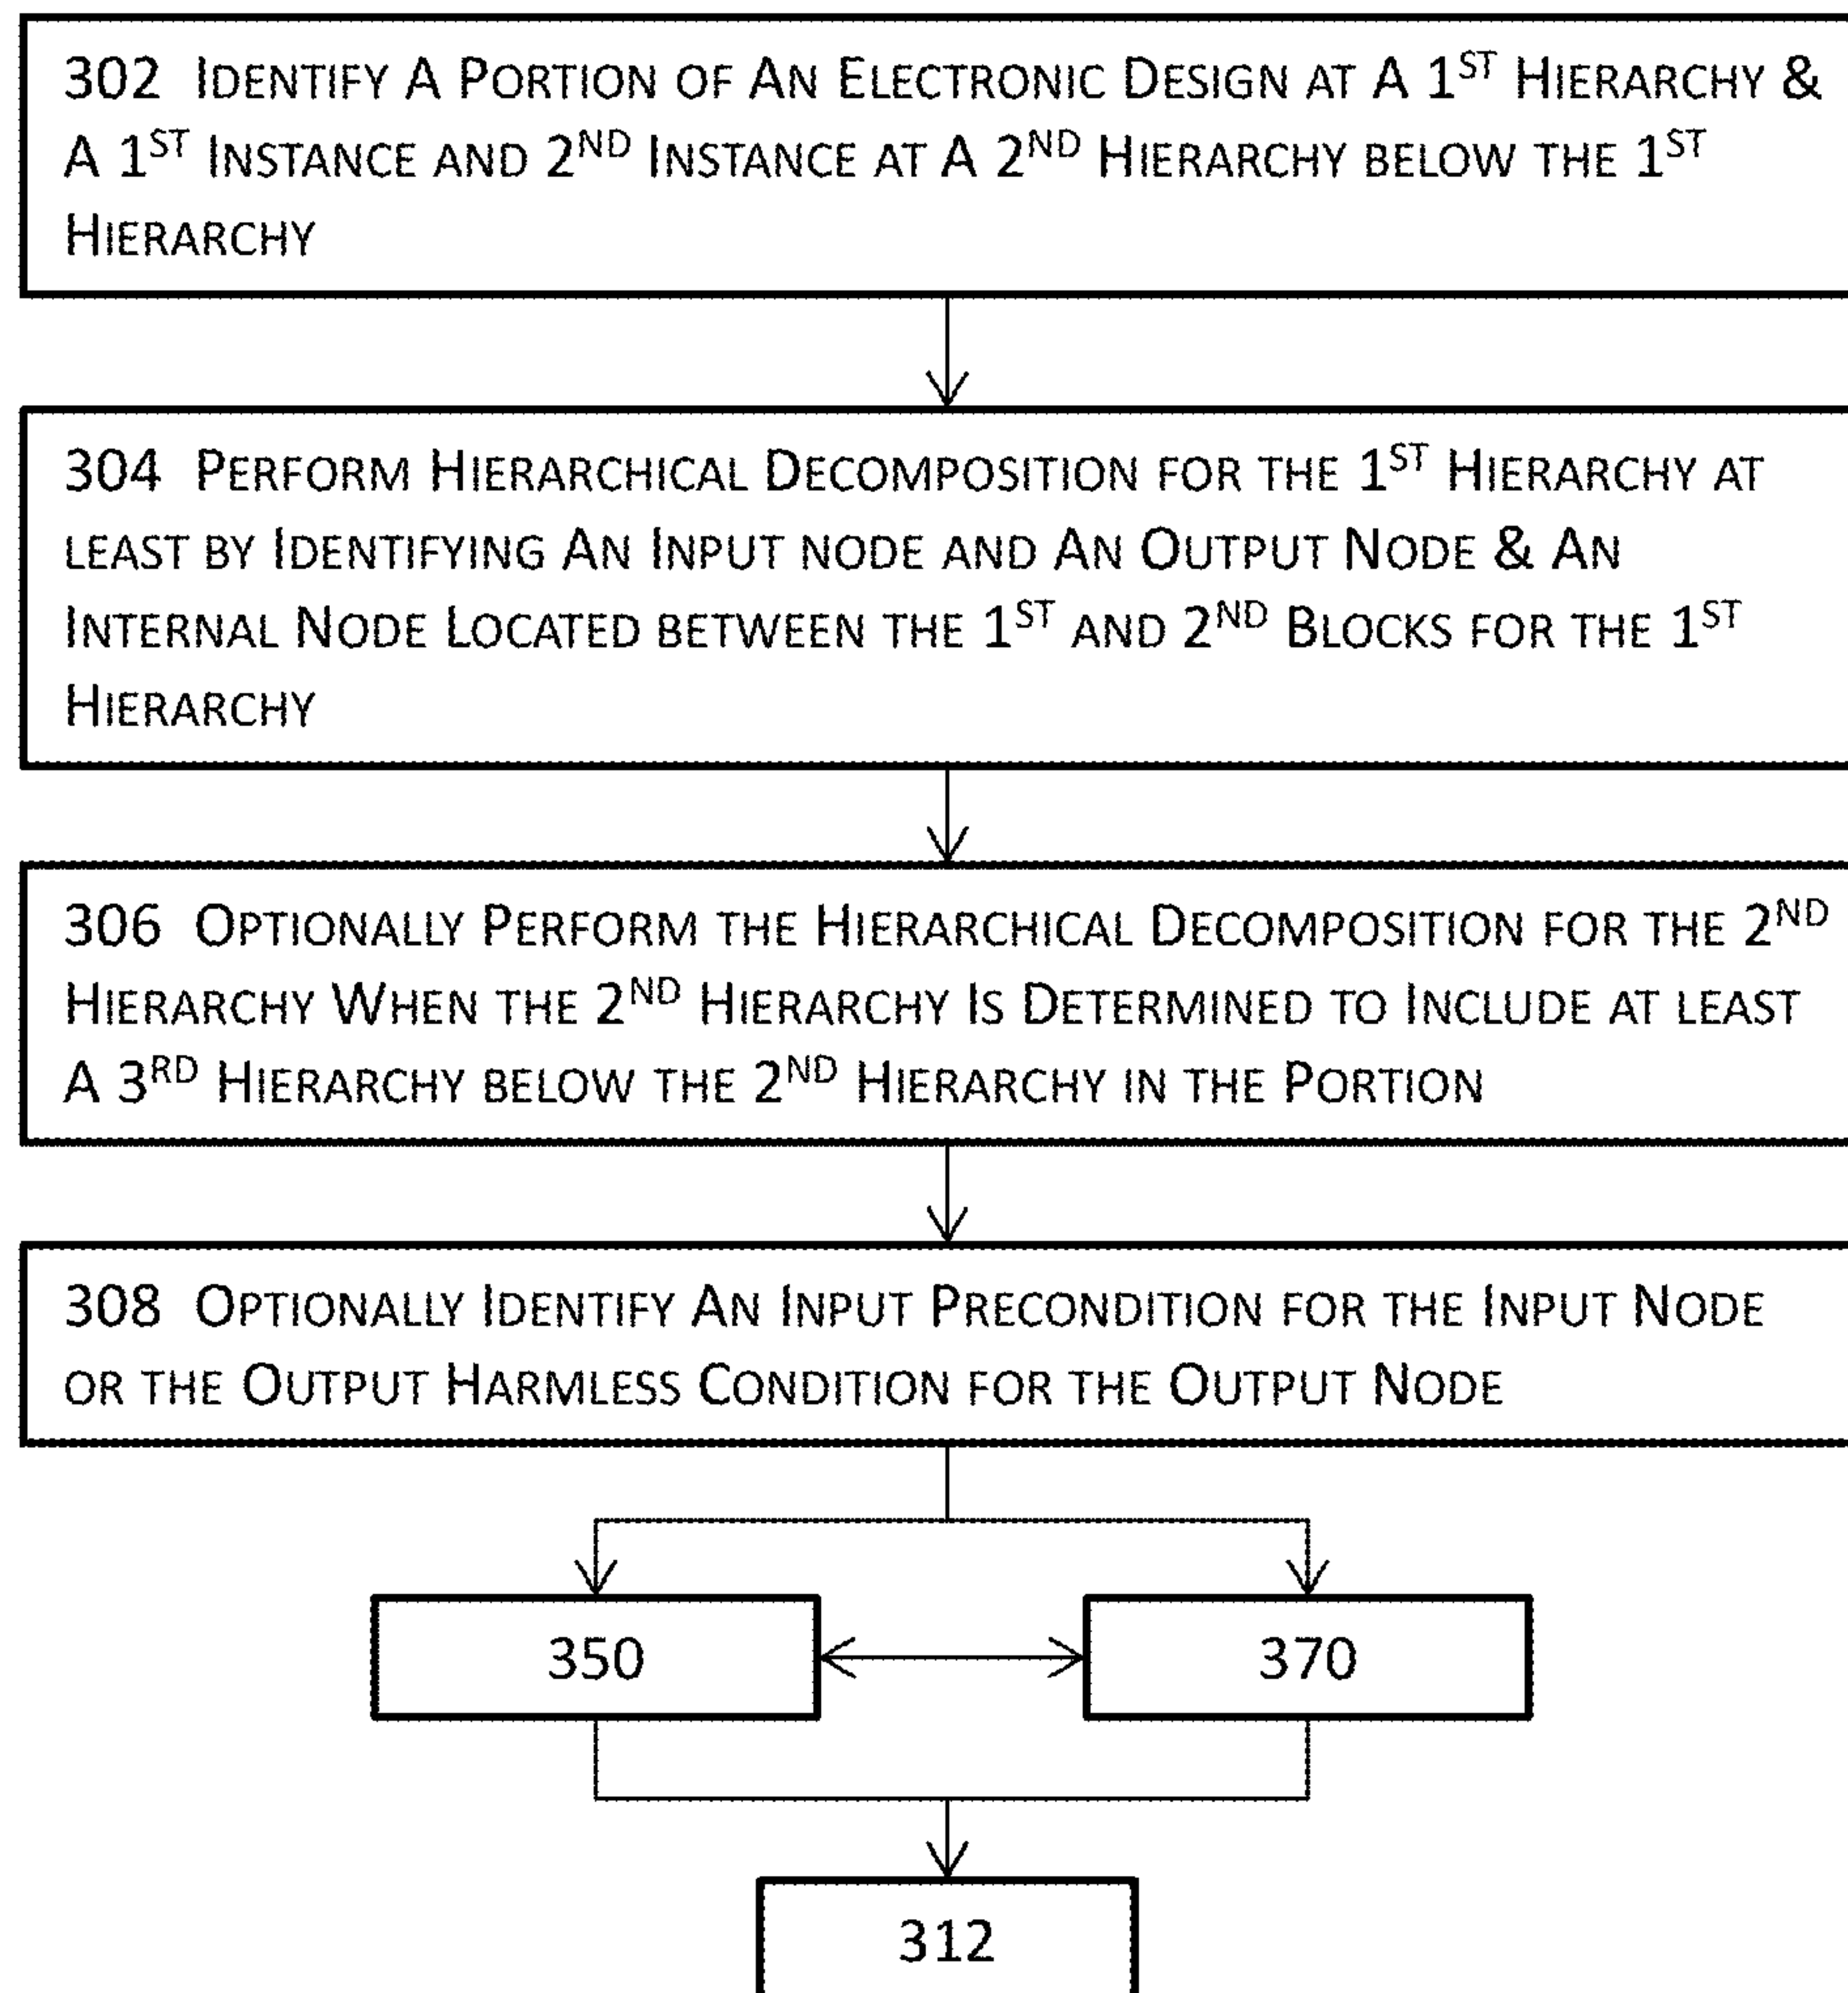 302 IDENTIFY A PORTION OF AN ELECTRONIC DESIGN AT A 1ST HIERARCHY &
A 1ST INSTANCE AND 2ND INSTANCE AT A 2ND HIERARCHY BELOW THE 1ST
HIERARCHY
304 PERFORM HIERARCHICAL DECOMPOSITION FOR THE 1ST HIERARCHY AT
LEAST BY IDENTIFYING AN INPUT NODE AND AN OUTPUT NODE & AN
INTERNAL NODE LOCATED BETWEEN THE 1ST AND 2ND BLOCKS FOR THE 1ST
HIERARCHY
306 OPTIONALLY PERFORM THE HIERARCHICAL DECOMPOSITION FOR THE 2ND
HIERARCHY WHEN THE 2ND HIERARCHY IS DETERMINED TO INCLUDE AT LEAST
A 3RD HIERARCHY BELOW THE 2ND HIERARCHY IN THE PORTION
308 OPTIONALLY IDENTIFY AN INPUT PRECONDITION FOR THE INPUT NODE
OR THE OUTPUT HARMLESS CONDITION FOR THE OUTPUT NODE
350
370
312